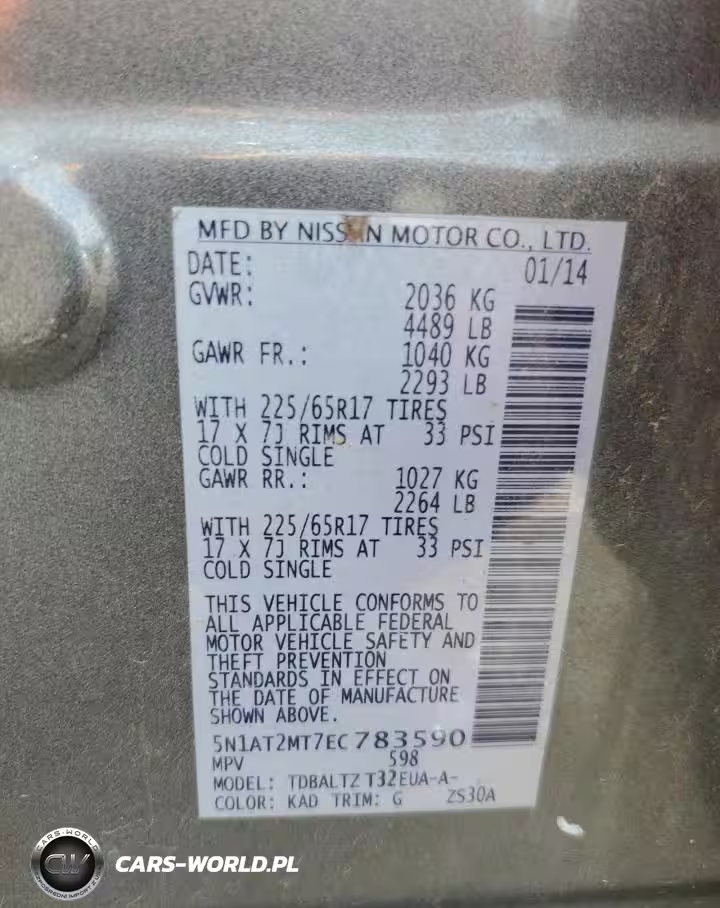 MFD BY NISSAN MOTOR CO., LTD.
DATE: 01/14
GVWR: 2036 KG
4489 LB
GAWR FR.: 1040 KG
2293 LB
WITH 225/65R17 TIRES
17 X 7J RIMS AT 33 PSI
COLD SINGLE
GAWR RR.: 1027 KG
2264 LB
WITH 225/65R17 TIRES
17 X 7J RIMS AT 33 PSI
COLD SINGLE
THIS VEHICLE CONFORMS TO
ALL APPLICABLE FEDERAL
MOTOR VEHICLE SAFETY AND
THEFT PREVENTION
STANDARDS IN EFFECT ON
THE DATE OF MANUFACTURE
SHOWN ABOVE.
5N1AT2MT7EC783590
MPV 598
MODEL: TDBALTZ T32EUA-A-
COLOR: KAD TRIM: G ZS30A
CARS-WORLD
CW
CARS-WORLD.PL